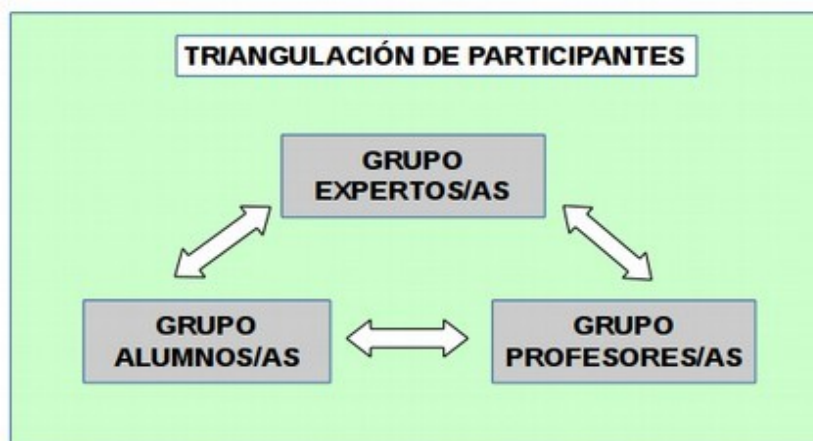 TRIANGULACIÓN DE PARTICIPANTES
GRUPO
EXPERTOS/AS
GRUPO
ALUMNOS/AS
GRUPO
PROFESORES/AS